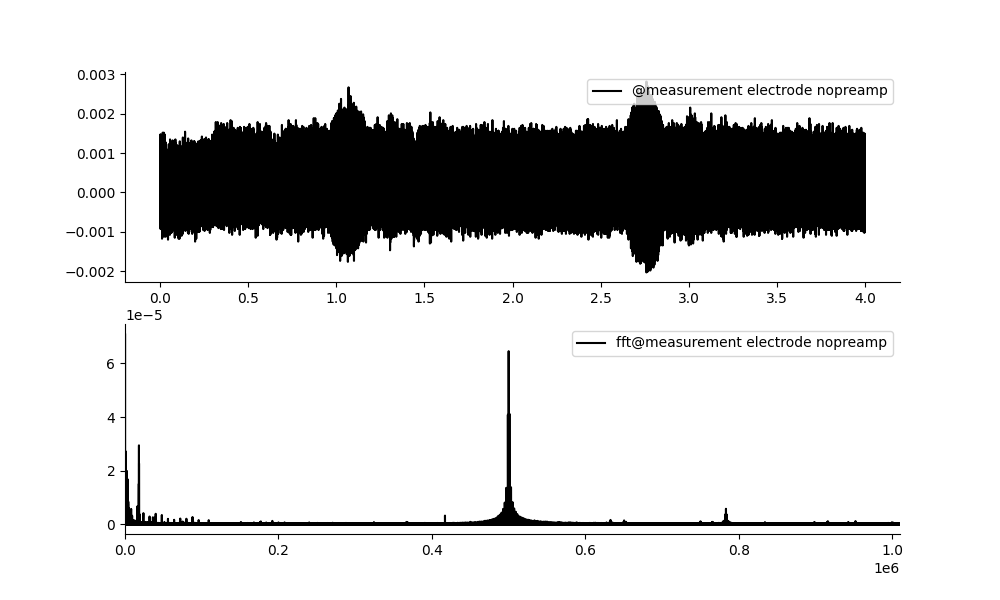 0.003
@measurement electrode nopreamp
0.002
0.001
0.000
−0.001
−0.002
0.0 0.5 1.0 1.5 2.0 2.5 3.0 3.5 4.0
1e−5
fft@measurement electrode nopreamp
6
4
2
0
0.0 0.2 0.4 0.6 0.8 1.0
1e6